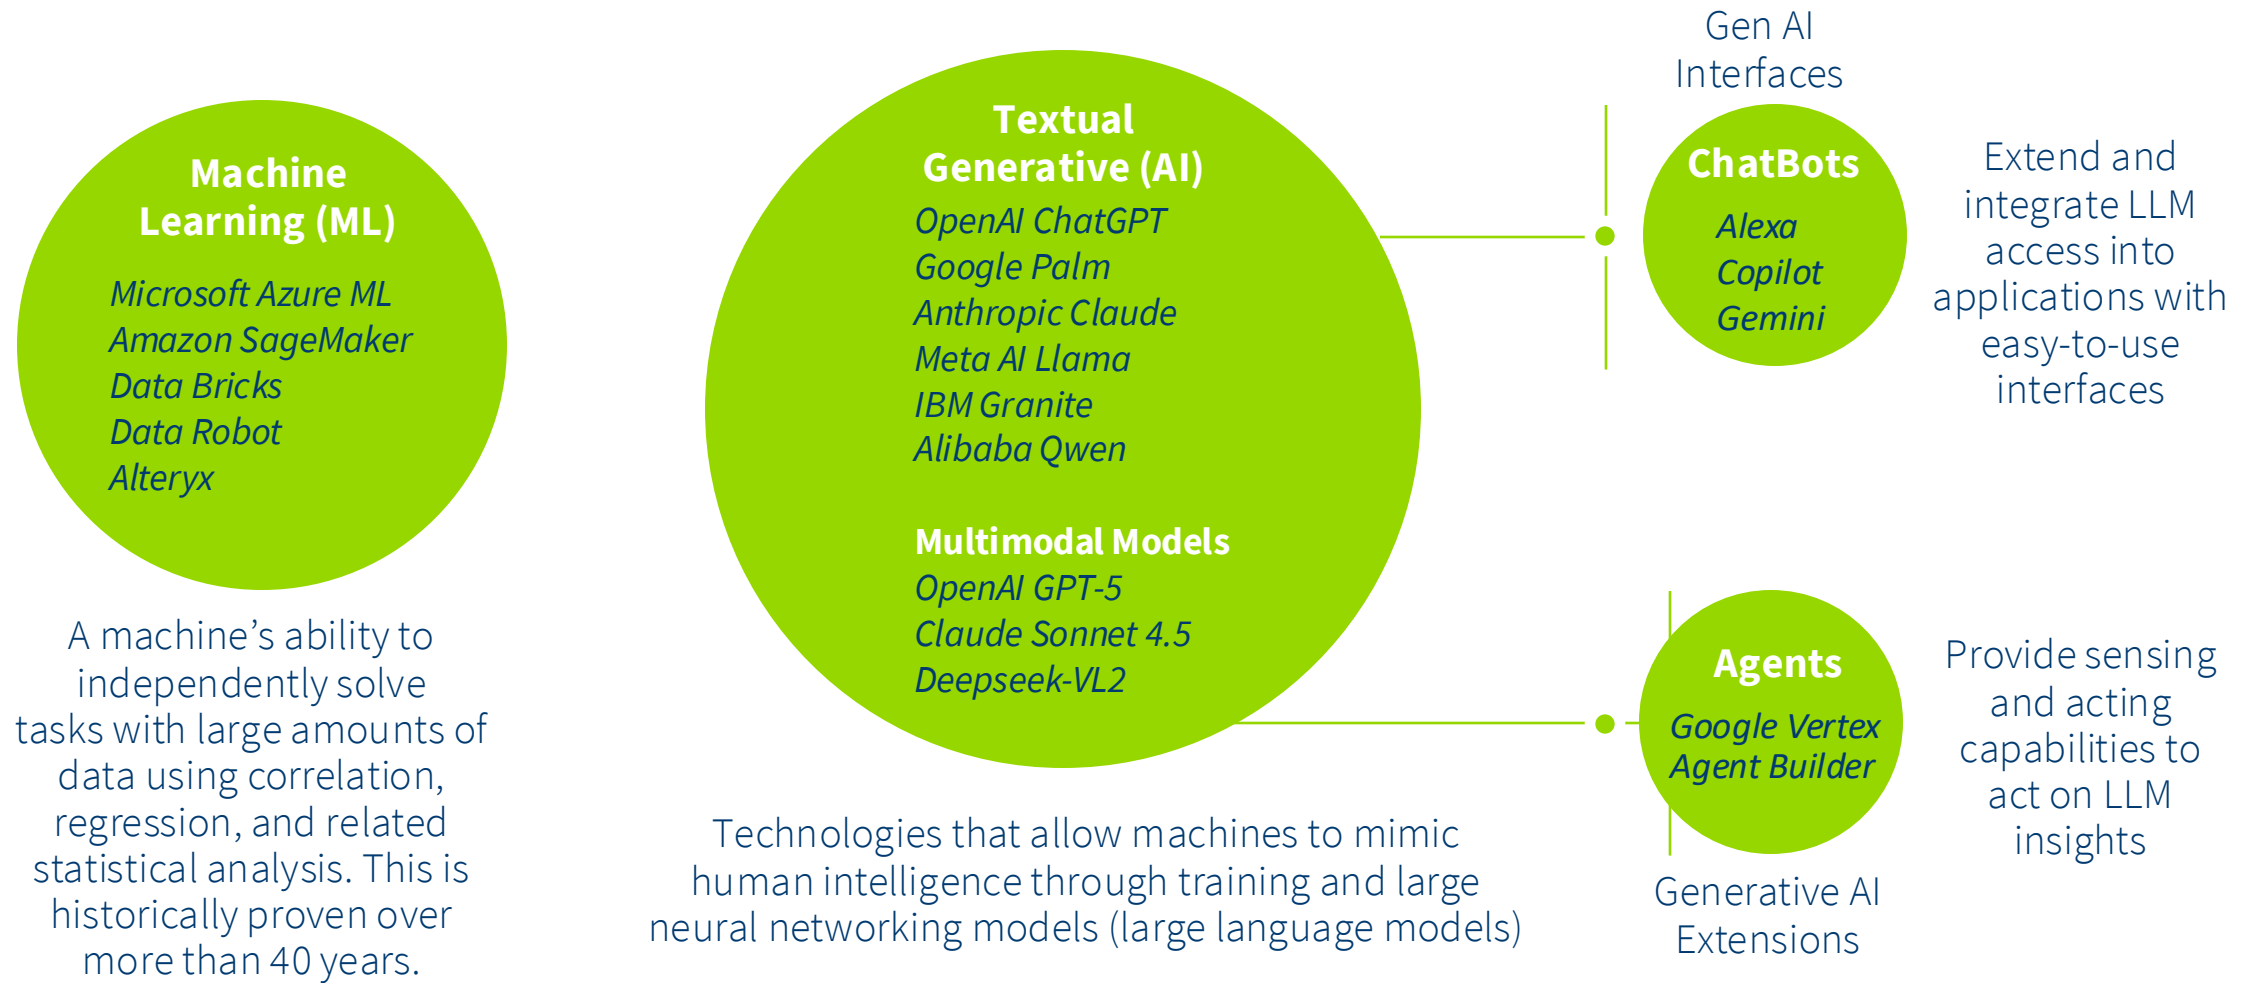 Machine
Learning (ML)
Microsoft Azure ML
Amazon SageMaker
Data Bricks
Data Robot
Alteryx
A machine’s ability to
independently solve
tasks with large amounts of
data using correlation,
regression, and related
statistical analysis. This is
historically proven over
more than 40 years.
Textual
Generative (AI)
OpenAI ChatGPT
Google Palm
Anthropic Claude
Meta AI Llama
IBM Granite
Alibaba Qwen
Multimodal Models
OpenAI GPT-5
Claude Sonnet 4.5
Deepseek-VL2
Technologies that allow machines to mimic
human intelligence through training and large
neural networking models (large language models)
Gen AI
Interfaces
ChatBots
Alexa
Copilot
Gemini
Extend and
integrate LLM
access into
applications with
easy-to-use
interfaces
Agents
Google Vertex
Agent Builder
Generative AI
Extensions
Provide sensing
and acting
capabilities to
act on LLM
insights